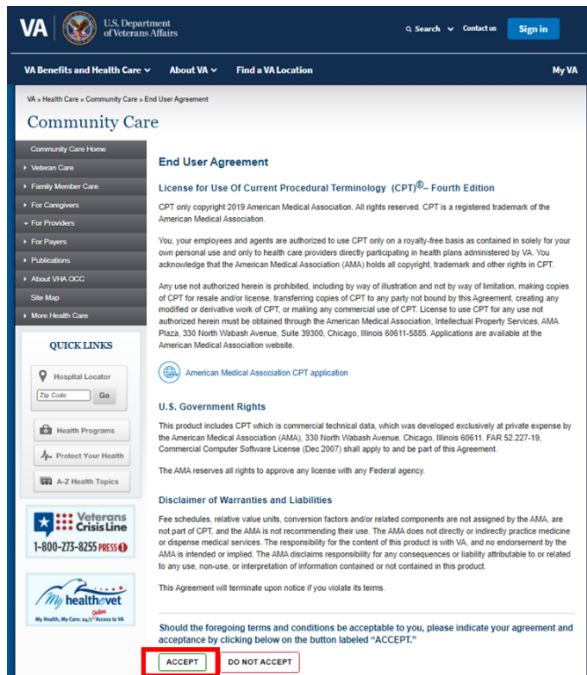 VA
U.S. Department
of Veterans Affairs
Search
Contact us
Sign in
VA Benefits and Health Care
About VA
Find a VA Location
My VA
VA » Health Care » Community Care » End User Agreement
Community Care
Community Care Home
Veteran Care
Family Member Care
For Caregivers
For Providers
For Payers
Publications
About VHA OCC
Site Map
More Health Care
QUICK LINKS
Hospital Locator
Zip Code
Go
Health Programs
Protect Your Health
A-Z Health Topics
Veterans
Crisis Line
1-800-273-8255 PRESS 1
My healthevet
My Health, My Care: 24/7 Online Access to VA
End User Agreement
License for Use Of Current Procedural Terminology (CPT)®– Fourth Edition
CPT only copyright 2019 American Medical Association. All rights reserved. CPT is a registered trademark of the
American Medical Association.
You, your employees and agents are authorized to use CPT only on a royalty-free basis as contained in solely for your
own personal use and only to health care providers directly participating in health plans administered by VA. You
acknowledge that the American Medical Association (AMA) holds all copyright, trademark and other rights in CPT.
Any use not authorized herein is prohibited, including by way of illustration and not by way of limitation, making copies
of CPT for resale and/or license, transferring copies of CPT to any party not bound by this Agreement, creating any
modified or derivative work of CPT, or making any commercial use of CPT. License to use CPT for any use not
authorized herein must be obtained through the American Medical Association, Intellectual Property Services, AMA
Plaza, 330 North Wabash Avenue, Suite 39300, Chicago, Illinois 60611-5885. Applications are available at the
American Medical Association website.
American Medical Association CPT application
U.S. Government Rights
This product includes CPT which is commercial technical data, which was developed exclusively at private expense by
the American Medical Association (AMA), 330 North Wabash Avenue, Chicago, Illinois 60611. FAR 52.227-19,
Commercial Computer Software License (Dec 2007) shall apply to and be part of this Agreement.
The AMA reserves all rights to approve any license with any Federal agency.
Disclaimer of Warranties and Liabilities
Fee schedules, relative value units, conversion factors and/or related components are not assigned by the AMA, are
not part of CPT, and the AMA is not recommending their use. The AMA does not directly or indirectly practice medicine
or dispense medical services. The responsibility for the content of this product is with VA, and no endorsement by the
AMA is intended or implied. The AMA disclaims responsibility for any consequences or liability attributable to or related
to any use, non-use, or interpretation of information contained or not contained in this product.
This Agreement will terminate upon notice if you violate its terms.
Should the foregoing terms and conditions be acceptable to you, please indicate your agreement and
acceptance by clicking below on the button labeled “ACCEPT.”
ACCEPT
DO NOT ACCEPT